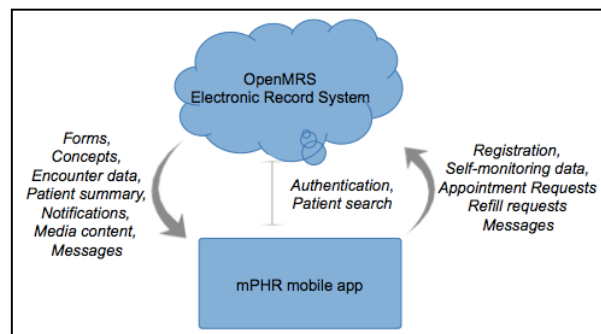 OpenMRS
Electronic Record System
Forms,
Concepts,
Encounter data,
Patient summary,
Notifications,
Media content,
Messages
Authentication,
Patient search
Registration,
Self-monitoring data,
Appointment Requests
Refill requests
Messages
mPHR mobile app